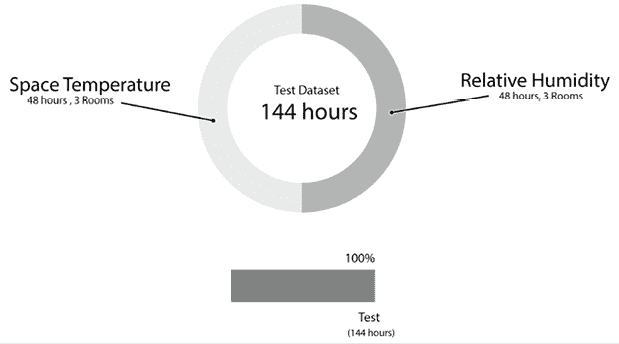 Test Dataset
144 hours
Space Temperature
48 hours , 3 Rooms
Relative Humidity
48 hours, 3 Rooms
100%
Test
(144 hours)